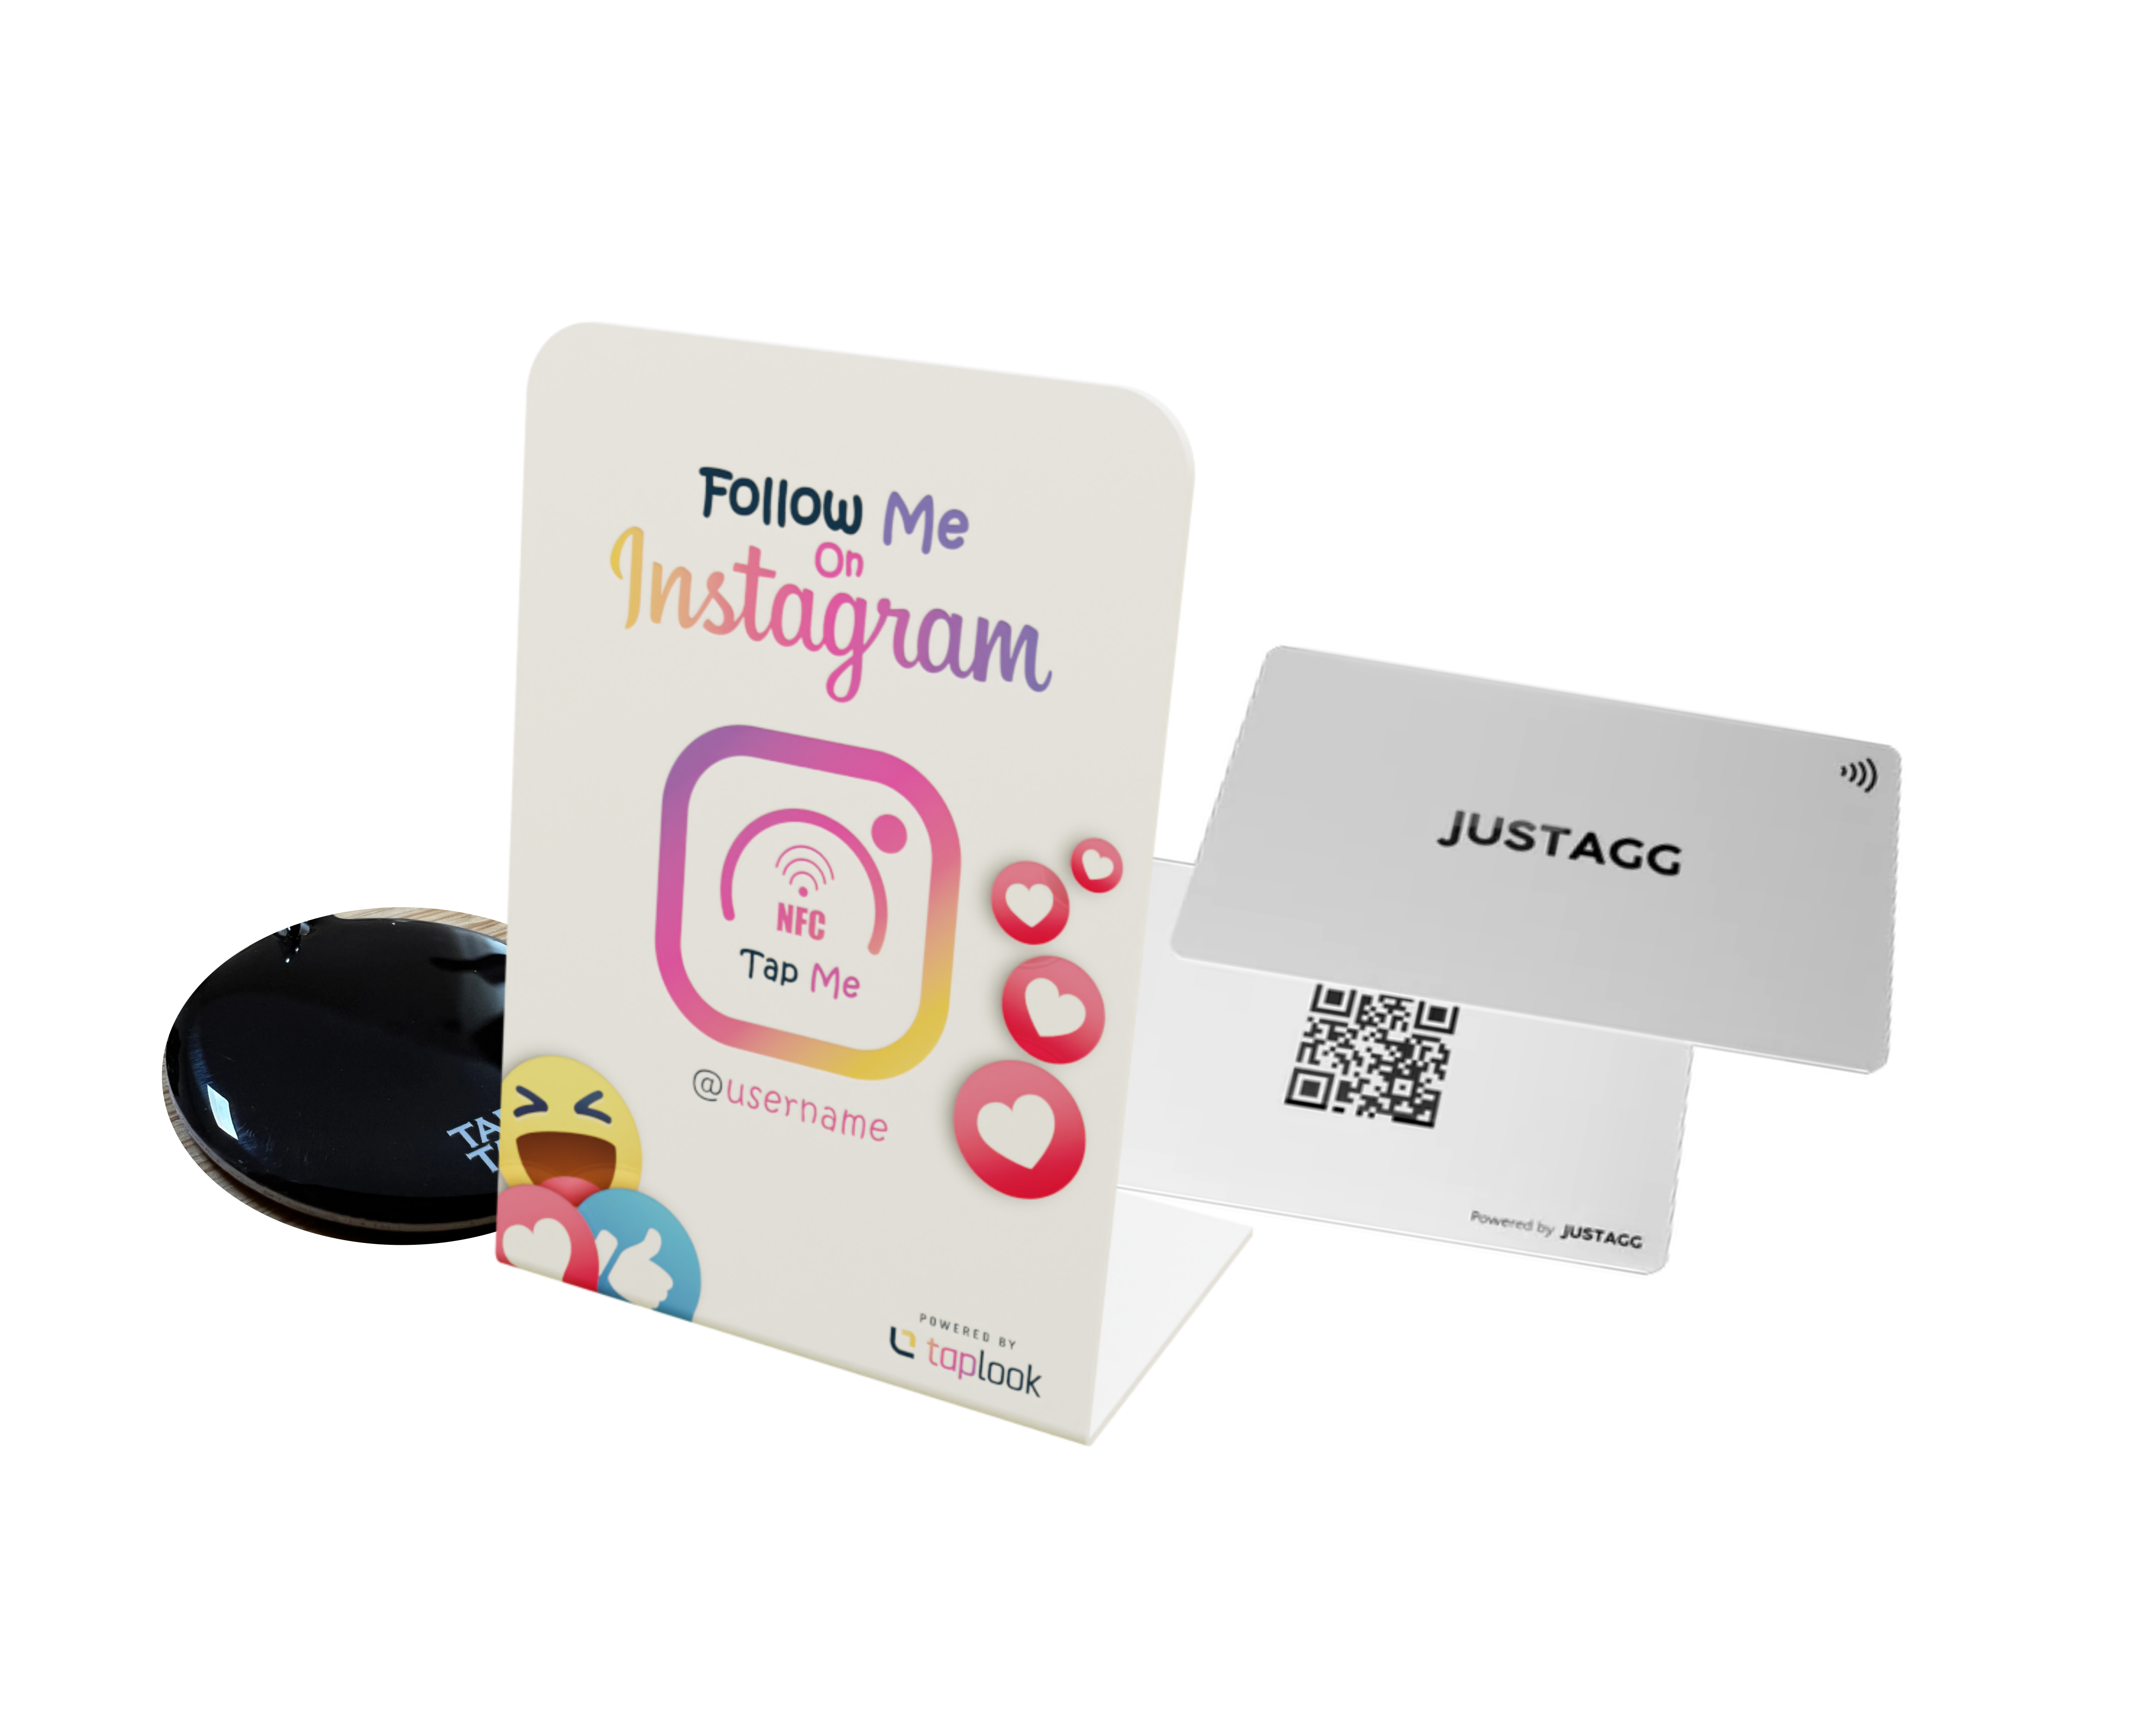 Follow Me
On
Instagram
NFC
Tap Me
@username
POWERED BY
taplook
JUSTAGG
Powered by JUSTAGG